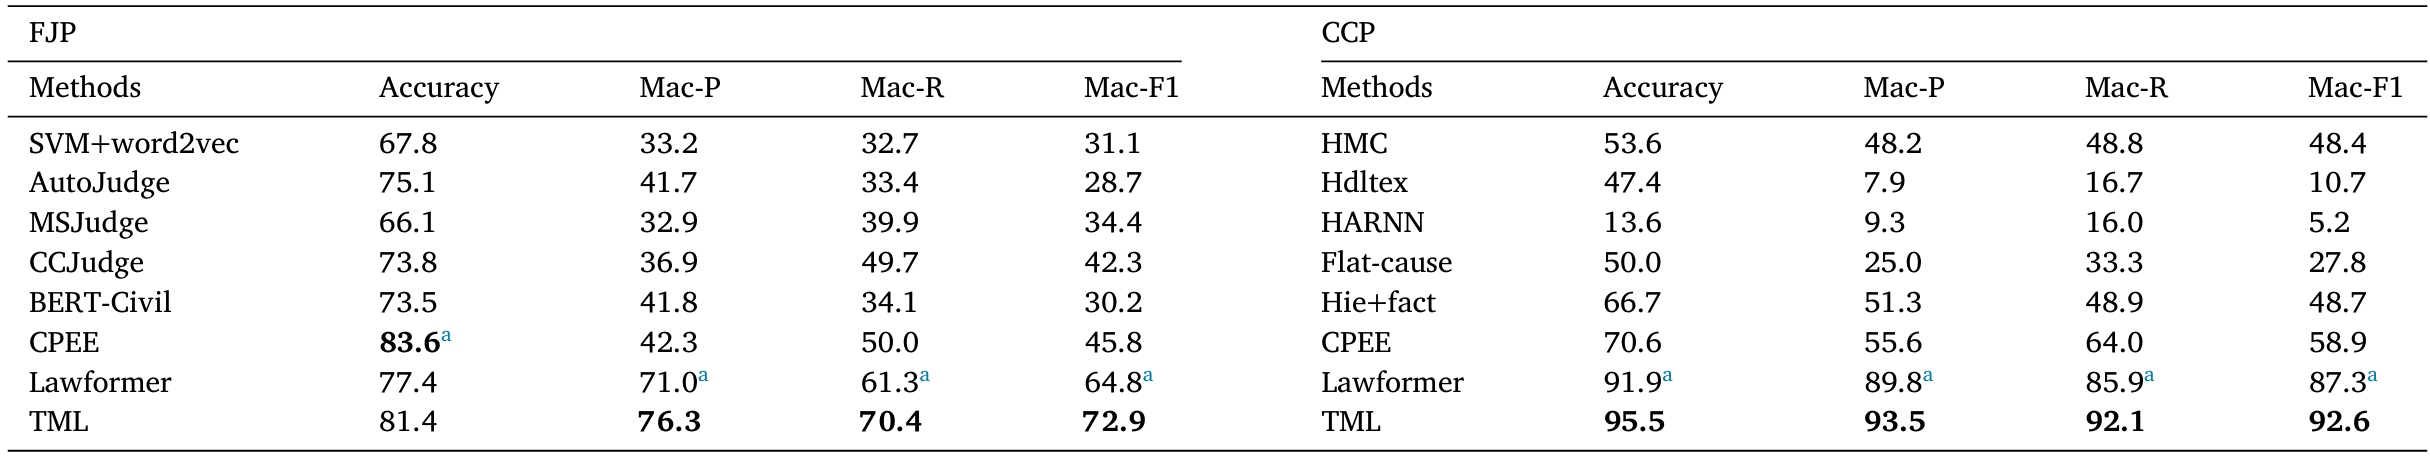 FJP CCP
Methods Accuracy Mac-P Mac-R Mac-F1 Methods Accuracy Mac-P Mac-R Mac-F1
SVM+word2vec 67.8 33.2 32.7 31.1 HMC 53.6 48.2 48.8 48.4
AutoJudge 75.1 41.7 33.4 28.7 Hdltex 47.4 7.9 16.7 10.7
MSJudge 66.1 32.9 39.9 34.4 HARNN 13.6 9.3 16.0 5.2
CCJudge 73.8 36.9 49.7 42.3 Flat-cause 50.0 25.0 33.3 27.8
BERT-Civil 73.5 41.8 34.1 30.2 Hie+fact 66.7 51.3 48.9 48.7
CPEE 83.6a 42.3 50.0 45.8 CPEE 70.6 55.6 64.0 58.9
Lawformer 77.4 71.0a 61.3a 64.8a Lawformer 91.9a 89.8a 85.9a 87.3a
TML 81.4 76.3 70.4 72.9 TML 95.5 93.5 92.1 92.6